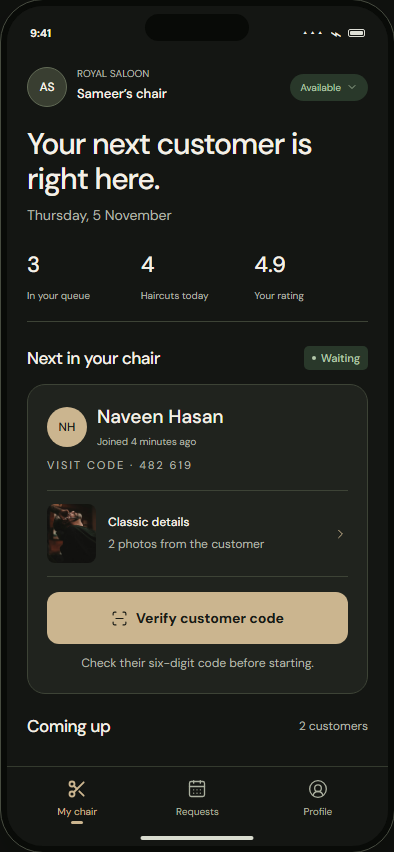 9:41
AS
ROYAL SALOON
Sameer's chair
Available
Your next customer is
right here.
Thursday, 5 November
3
In your queue
4
Haircuts today
4.9
Your rating
Next in your chair
Waiting
NH
Naveen Hasan
Joined 4 minutes ago
VISIT CODE · 482 619
Classic details
2 photos from the customer
Verify customer code
Check their six-digit code before starting.
Coming up
2 customers
My chair
Requests
Profile